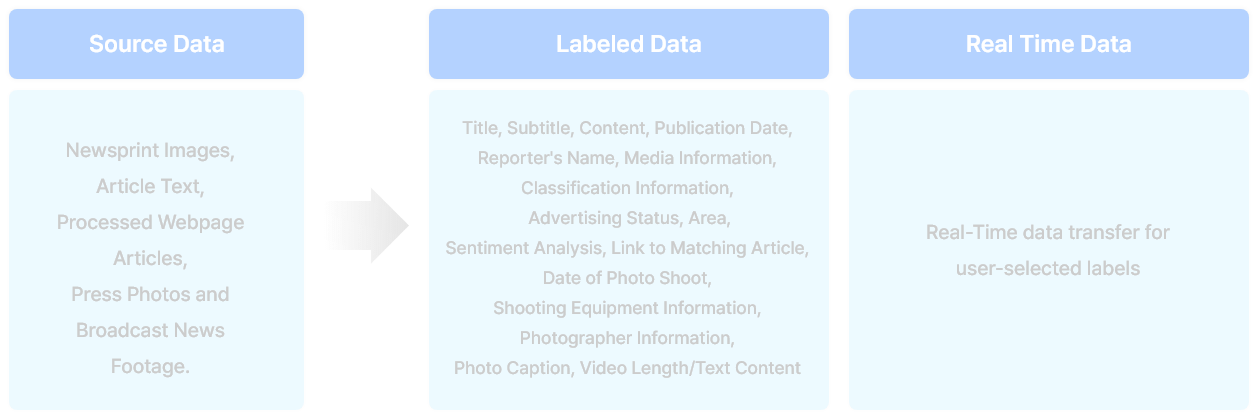 Source Data
Newsprint Images,
Article Text,
Processed Webpage
Articles,
Press Photos and
Broadcast News
Footage.
Labeled Data
Title, Subtitle, Content, Publication Date,
Reporter's Name, Media Information,
Classification Information,
Advertising Status, Area,
Sentiment Analysis, Link to Matching Article,
Date of Photo Shoot,
Shooting Equipment Information,
Photographer Information,
Photo Caption, Video Length/Text Content
Real Time Data
Real-Time data transfer for
user-selected labels